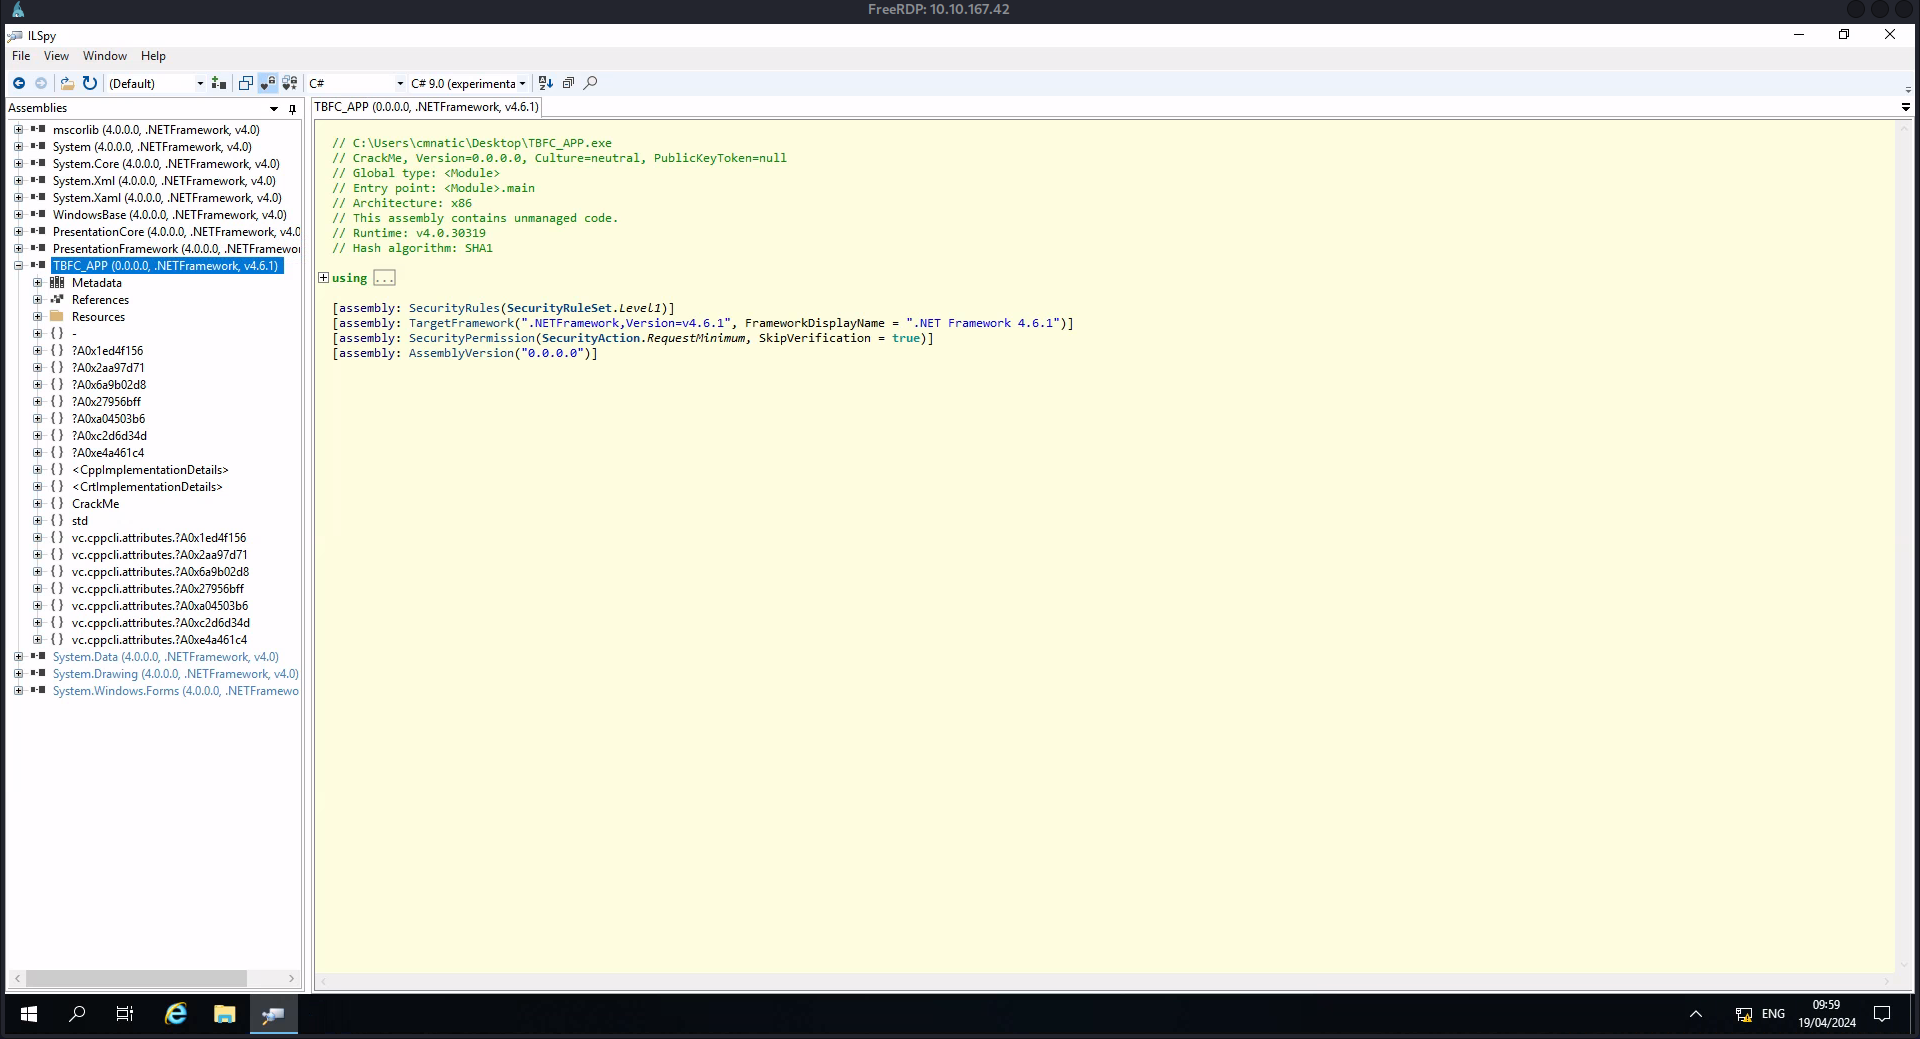 FreeRDP: 10.10.167.42
ILSpy
File View Window Help
(Default) C# C# 9.0 (experimenta
Assemblies
TBFC_APP (0.0.0.0, .NETFramework, v4.6.1)
mscorlib (4.0.0.0, .NETFramework, v4.0)
System (4.0.0.0, .NETFramework, v4.0)
System.Core (4.0.0.0, .NETFramework, v4.0)
System.Xml (4.0.0.0, .NETFramework, v4.0)
System.Xaml (4.0.0.0, .NETFramework, v4.0)
WindowsBase (4.0.0.0, .NETFramework, v4.0)
PresentationCore (4.0.0.0, .NETFramework, v4.0
PresentationFramework (4.0.0.0, .NETFramewor
TBFC_APP (0.0.0.0, .NETFramework, v4.6.1)
Metadata
References
Resources
-
?A0x1ed4f156
?A0x2aa97d71
?A0x6a9b02d8
?A0x27956bff
?A0xa04503b6
?A0xc2d6d34d
?A0xe4a461c4
<CppImplementationDetails>
<CrtImplementationDetails>
CrackMe
std
vc.cppcli.attributes.?A0x1ed4f156
vc.cppcli.attributes.?A0x2aa97d71
vc.cppcli.attributes.?A0x6a9b02d8
vc.cppcli.attributes.?A0x27956bff
vc.cppcli.attributes.?A0xa04503b6
vc.cppcli.attributes.?A0xc2d6d34d
vc.cppcli.attributes.?A0xe4a461c4
System.Data (4.0.0.0, .NETFramework, v4.0)
System.Drawing (4.0.0.0, .NETFramework, v4.0)
System.Windows.Forms (4.0.0.0, .NETFramewo
// C:\Users\cmnatic\Desktop\TBFC_APP.exe
// CrackMe, Version=0.0.0.0, Culture=neutral, PublicKeyToken=null
// Global type: <Module>
// Entry point: <Module>.main
// Architecture: x86
// This assembly contains unmanaged code.
// Runtime: v4.0.30319
// Hash algorithm: SHA1
using ...
[assembly: SecurityRules(SecurityRuleSet.Level1)]
[assembly: TargetFramework(".NETFramework,Version=v4.6.1", FrameworkDisplayName = ".NET Framework 4.6.1")]
[assembly: SecurityPermission(SecurityAction.RequestMinimum, SkipVerification = true)]
[assembly: AssemblyVersion("0.0.0.0")]
ENG
09:59
19/04/2024